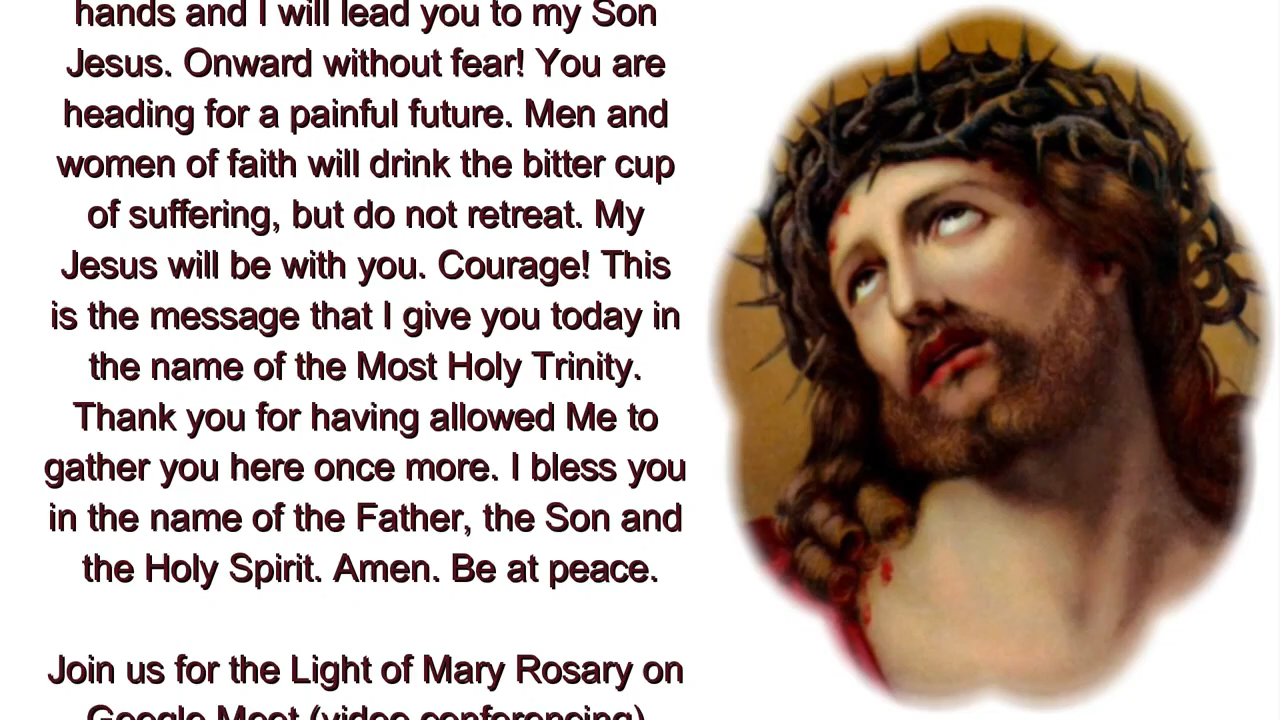 hands and I will lead you to my Son
Jesus. Onward without fear! You are
heading for a painful future. Men and
women of faith will drink the bitter cup
of suffering, but do not retreat. My
Jesus will be with you. Courage! This
is the message that I give you today in
the name of the Most Holy Trinity.
Thank you for having allowed Me to
gather you here once more. I bless you
in the name of the Father, the Son and
the Holy Spirit. Amen. Be at peace.
Join us for the Light of Mary Rosary on
Google Meet (video conferencing)